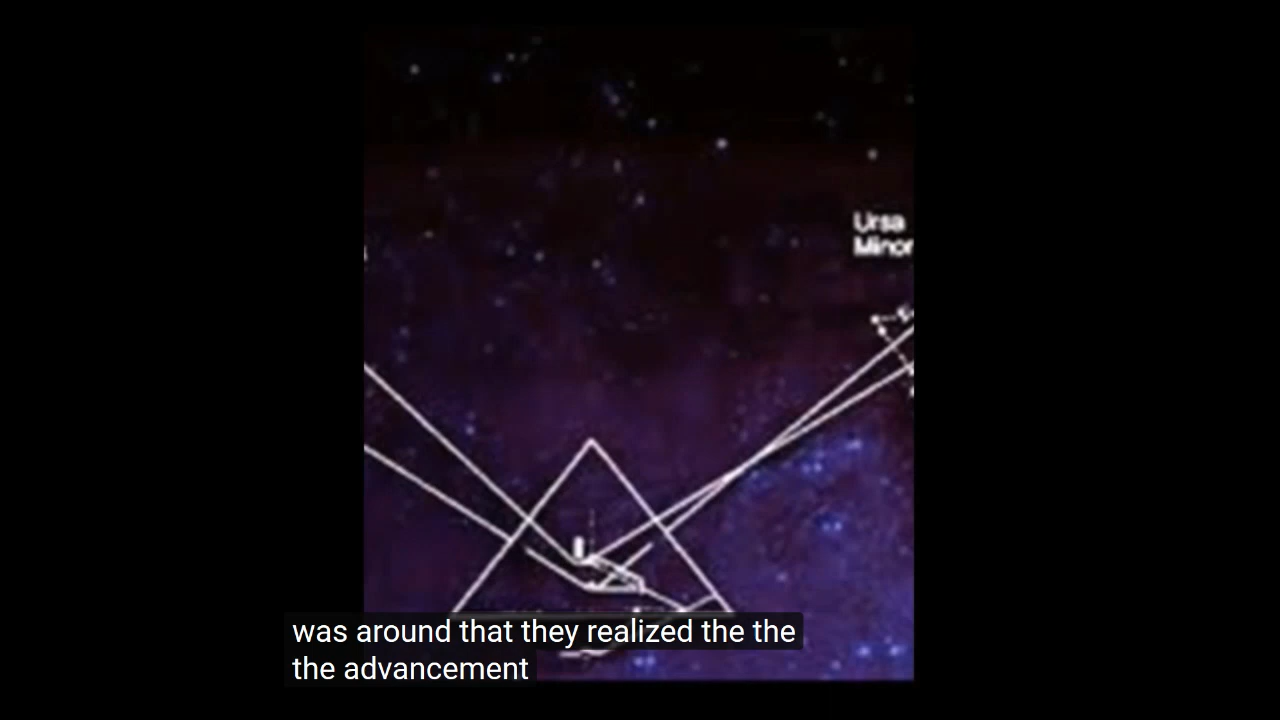 Ursa
Minor
was around that they realized the the
the advancement